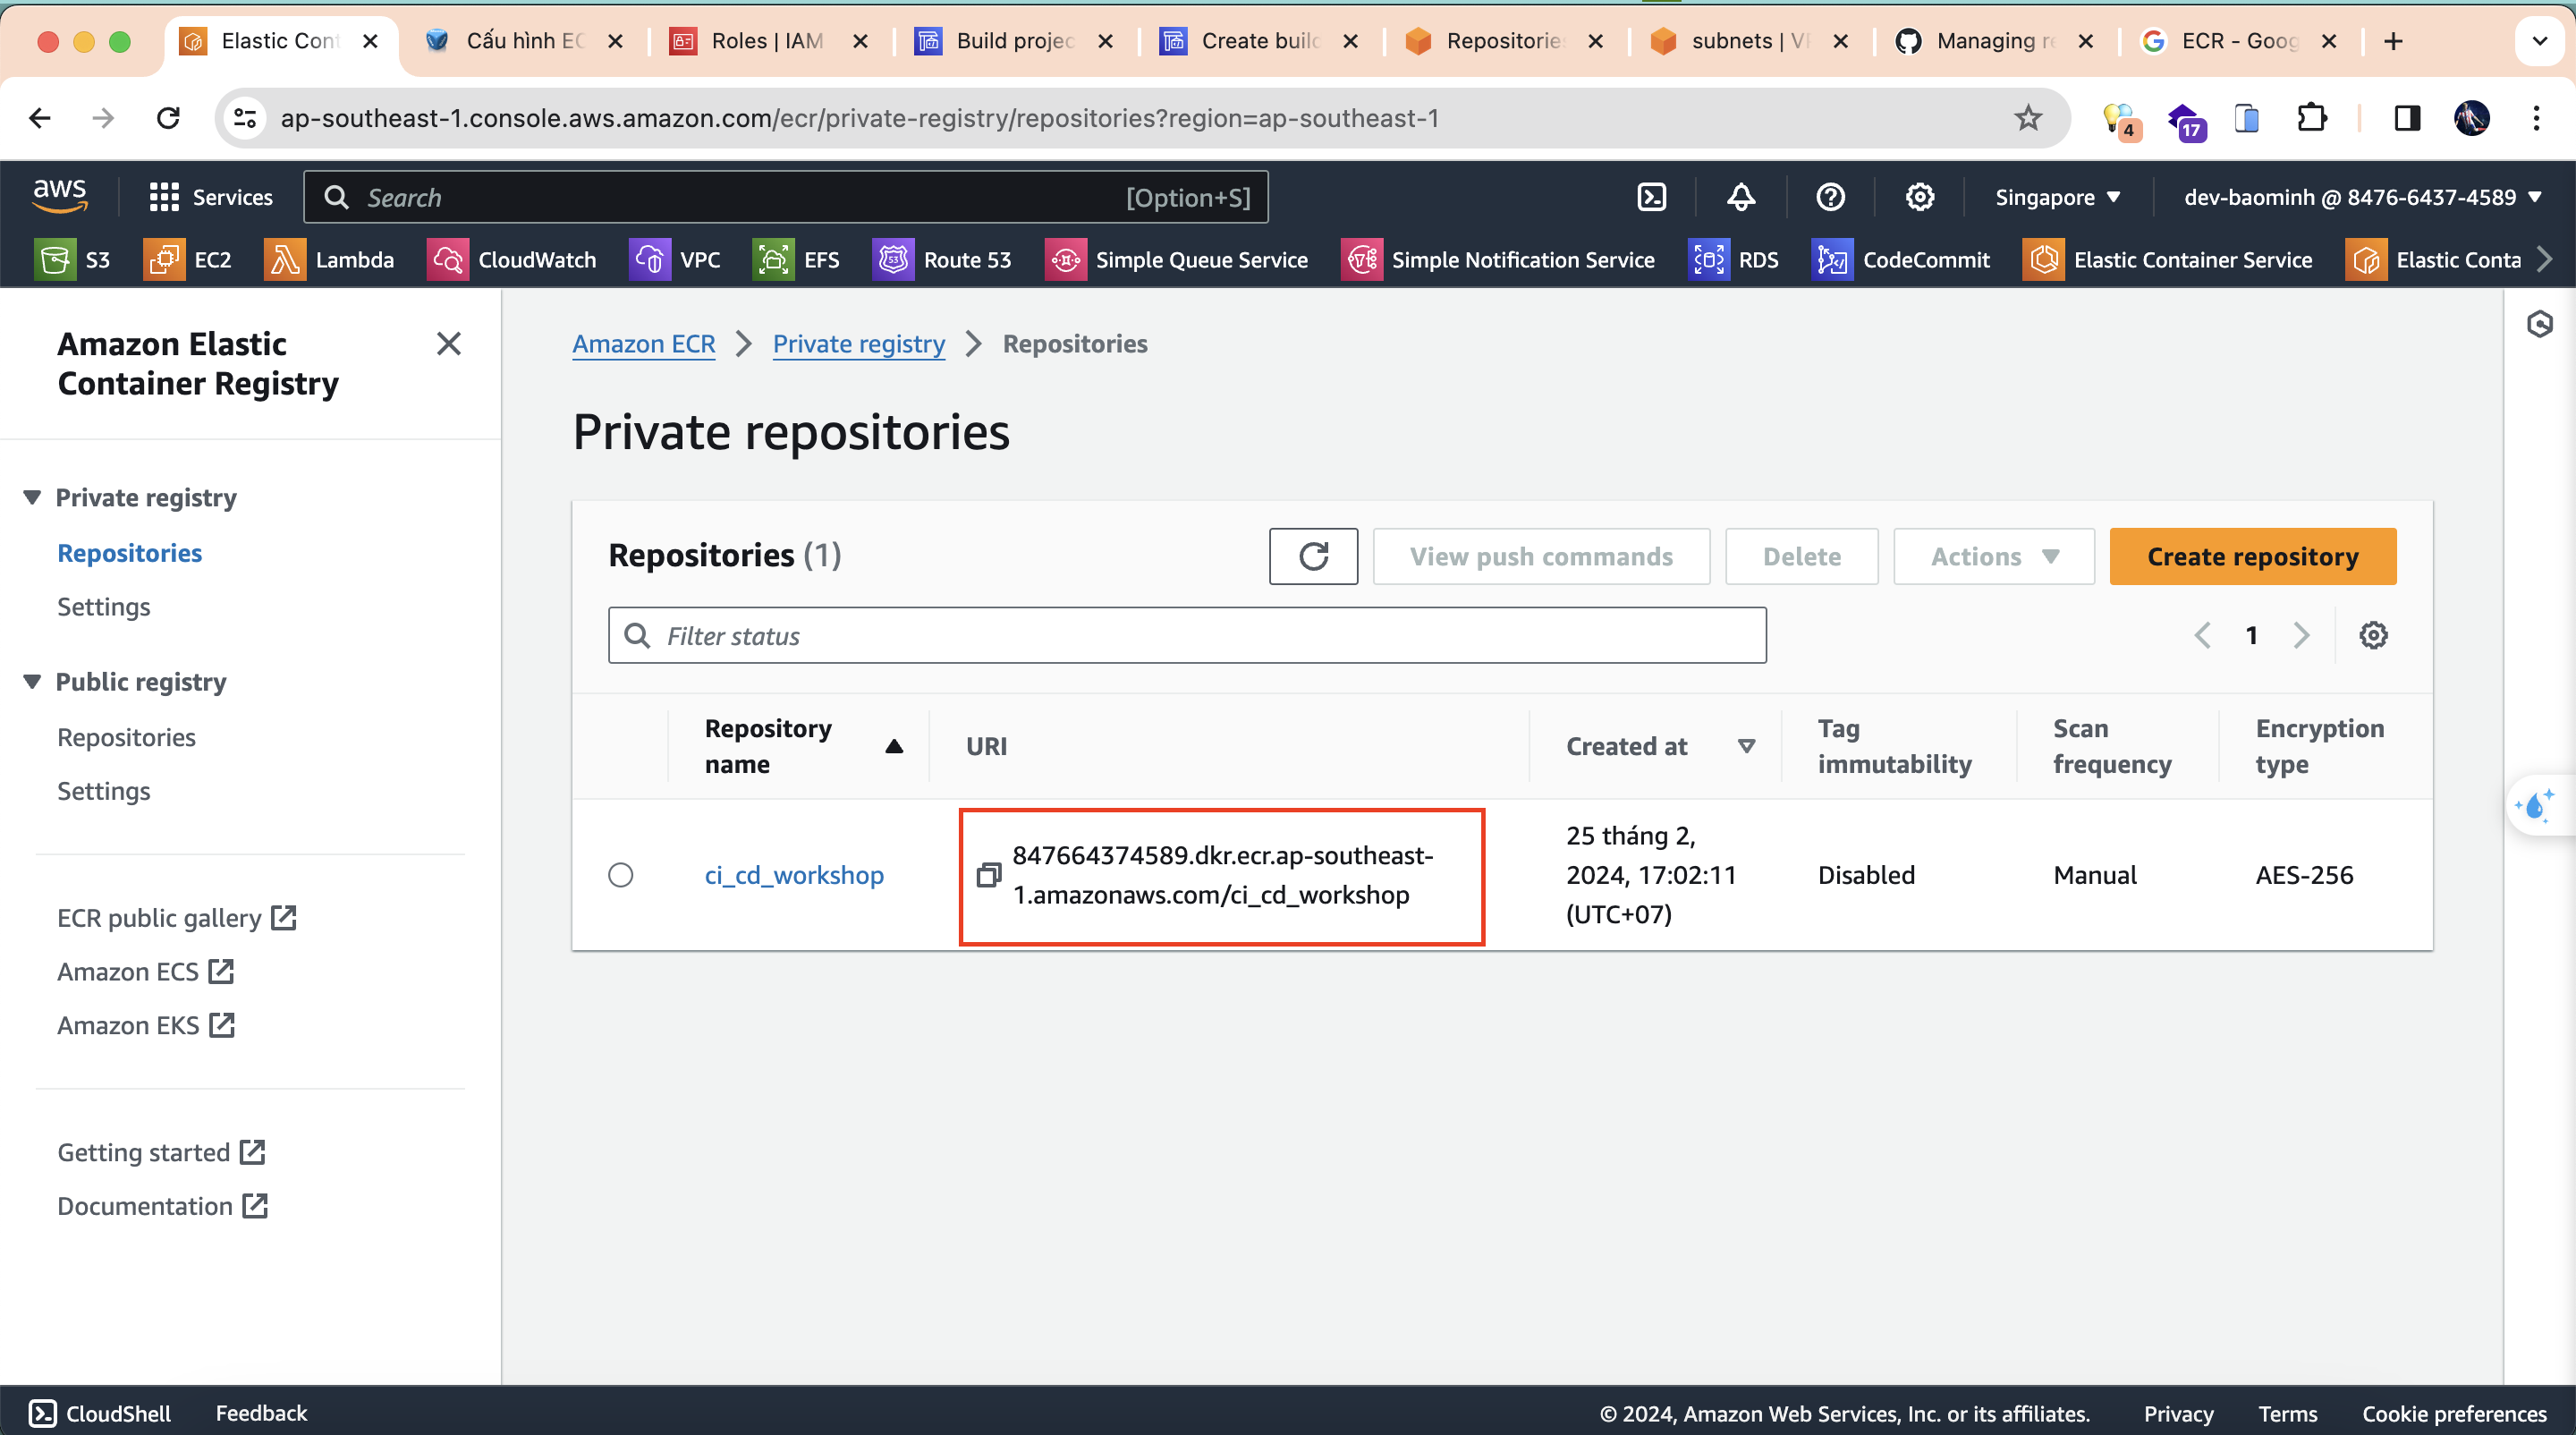 Elastic Cont
Cấu hình EC
Roles | IAM
Build projec
Create build
Repositories
subnets | VP
Managing re
ECR - Goog
ap-southeast-1.console.aws.amazon.com/ecr/private-registry/repositories?region=ap-southeast-1
4
17
aws
Services
Search
[Option+S]
Singapore
dev-baominh @ 8476-6437-4589
S3
EC2
Lambda
CloudWatch
VPC
EFS
Route 53
Simple Queue Service
Simple Notification Service
RDS
CodeCommit
Elastic Container Service
Elastic Conta
Amazon Elastic
Container Registry
Private registry
Repositories
Settings
Public registry
Repositories
Settings
ECR public gallery
Amazon ECS
Amazon EKS
Getting started
Documentation
Amazon ECR
Private registry
Repositories
Private repositories
Repositories (1)
View push commands
Delete
Actions
Create repository
Filter status
1
Repository
name
URI
Created at
Tag
immutability
Scan
frequency
Encryption
type
ci_cd_workshop
847664374589.dkr.ecr.ap-southeast-
1.amazonaws.com/ci_cd_workshop
25 tháng 2,
2024, 17:02:11
(UTC+07)
Disabled
Manual
AES-256
CloudShell
Feedback
© 2024, Amazon Web Services, Inc. or its affiliates.
Privacy
Terms
Cookie preferences